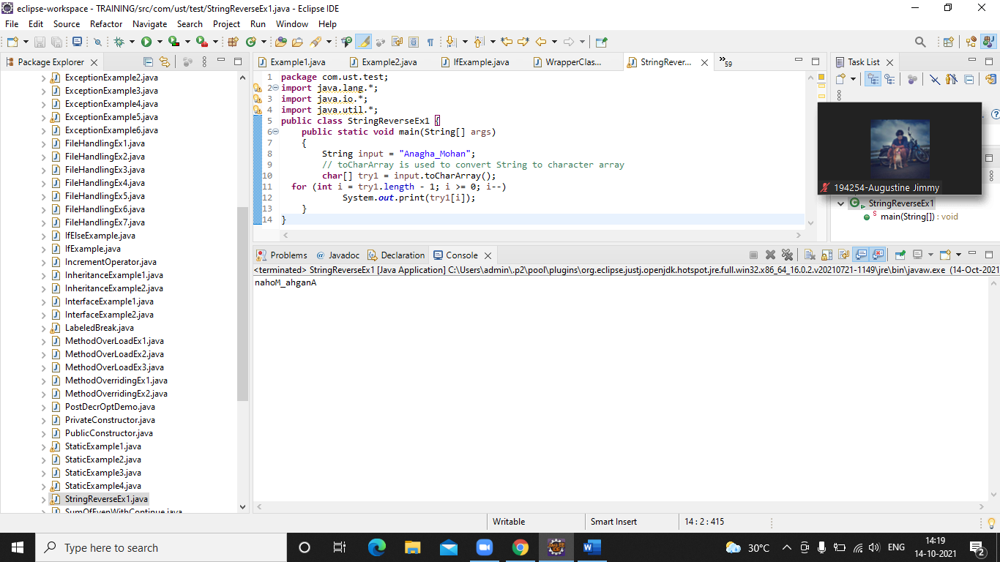 eclipse-workspace - TRAINING/src/com/ust/test/StringReverseEx1.java - Eclipse IDE
File Edit Source Refactor Navigate Search Project Run Window Help
Package Explorer
ExceptionExample2.java
ExceptionExample3.java
ExceptionExample4.java
ExceptionExample5.java
ExceptionExample6.java
FileHandlingEx1.java
FileHandlingEx2.java
FileHandlingEx3.java
FileHandlingEx4.java
FileHandlingEx5.java
FileHandlingEx6.java
FileHandlingEx7.java
IfElseExample.java
IfExample.java
IncrementOperator.java
InheritanceExample1.java
InheritanceExample2.java
InterfaceExample1.java
InterfaceExample2.java
LabeledBreak.java
MethodOverLoadEx1.java
MethodOverLoadEx2.java
MethodOverLoadEx3.java
MethodOverridingEx1.java
MethodOverridingEx2.java
PostDecrOptDemo.java
PrivateConstructor.java
PublicConstructor.java
StaticExample1.java
StaticExample2.java
StaticExample3.java
StaticExample4.java
StringReverseEx1.java
SumOfEvenWithContinue.java
Example1.java Example2.java IfExample.java WrapperClas... StringRever... »59
1 package com.ust.test;
2 import java.lang.*;
3 import java.io.*;
4 import java.util.*;
5 public class StringReverseEx1 {
6 public static void main(String[] args)
7 {
8 String input = "Anagha_Mohan";
9 // toCharArray is used to convert String to character array
10 char[] try1 = input.toCharArray();
11 for (int i = try1.length - 1; i >= 0; i--)
12 System.out.print(try1[i]);
13 }
14 }
Task List
194254-Augustine Jimmy
StringReverseEx1
main(String[]) : void
Problems @ Javadoc Declaration Console
<terminated> StringReverseEx1 [Java Application] C:\Users\admin\.p2\pool\plugins\org.eclipse.justj.openjdk.hotspot.jre.full.win32.x86_64_16.0.2.v20210721-1149\jre\bin\javaw.exe (14-Oct-2021
nahoM_ahganA
Writable Smart Insert 14 : 2 : 415
Type here to search
30°C ENG 14:19
14-10-2021
2